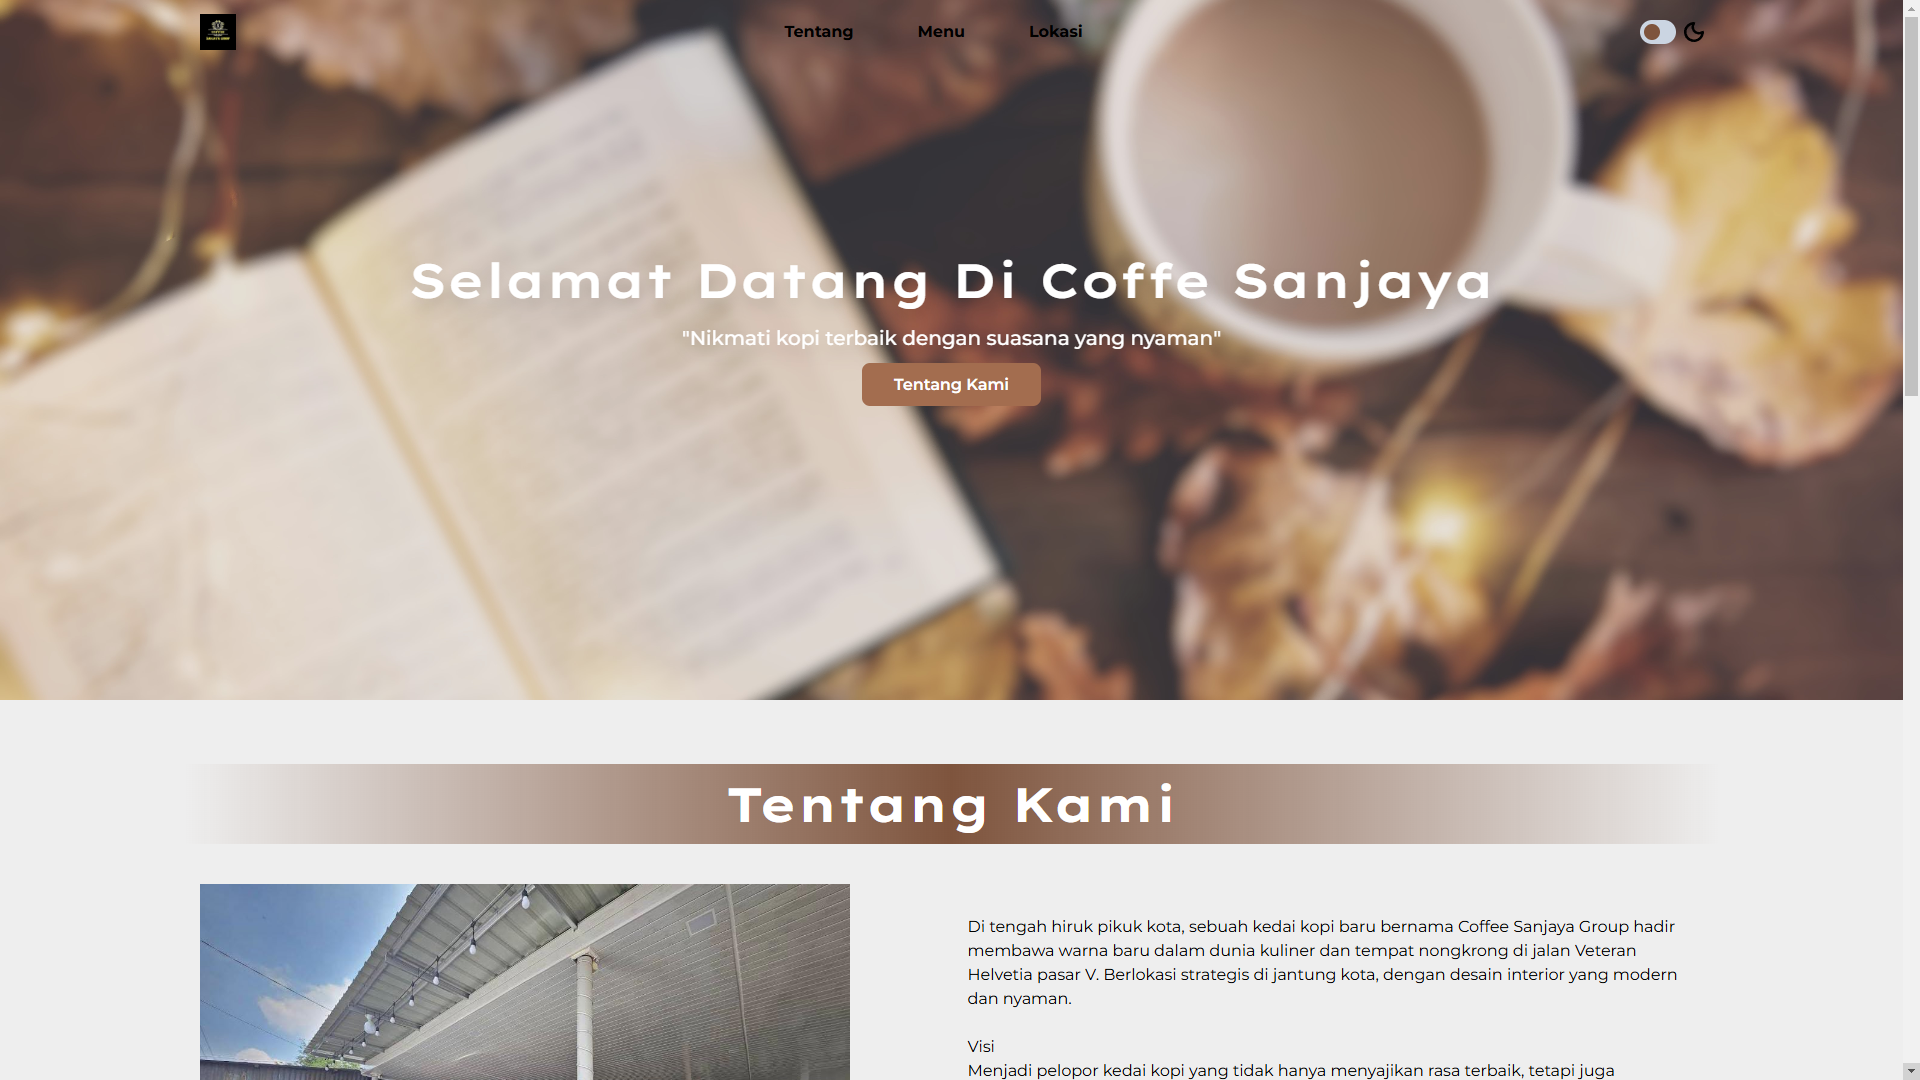 Tentang Menu Lokasi
Selamat Datang Di Coffe Sanjaya
"Nikmati kopi terbaik dengan suasana yang nyaman"
Tentang Kami
Tentang Kami
Di tengah hiruk pikuk kota, sebuah kedai kopi baru bernama Coffee Sanjaya Group hadir
membawa warna baru dalam dunia kuliner dan tempat nongkrong di jalan Veteran
Helvetia pasar V. Berlokasi strategis di jantung kota, dengan desain interior yang modern
dan nyaman.
Visi
Menjadi pelopor kedai kopi yang tidak hanya menyajikan rasa terbaik, tetapi juga